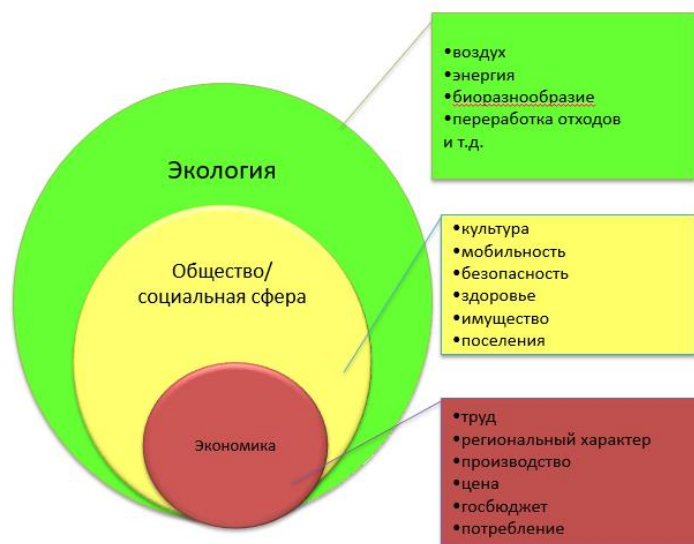 Экология
•воздух
•энергия
•биоразнообразие
•переработка отходов
и т.д.
Общество/
социальная сфера
•культура
•мобильность
•безопасность
•здоровье
•имущество
•поселения
Экономика
•труд
•региональный характер
•производство
•цена
•госбюджет
•потребление